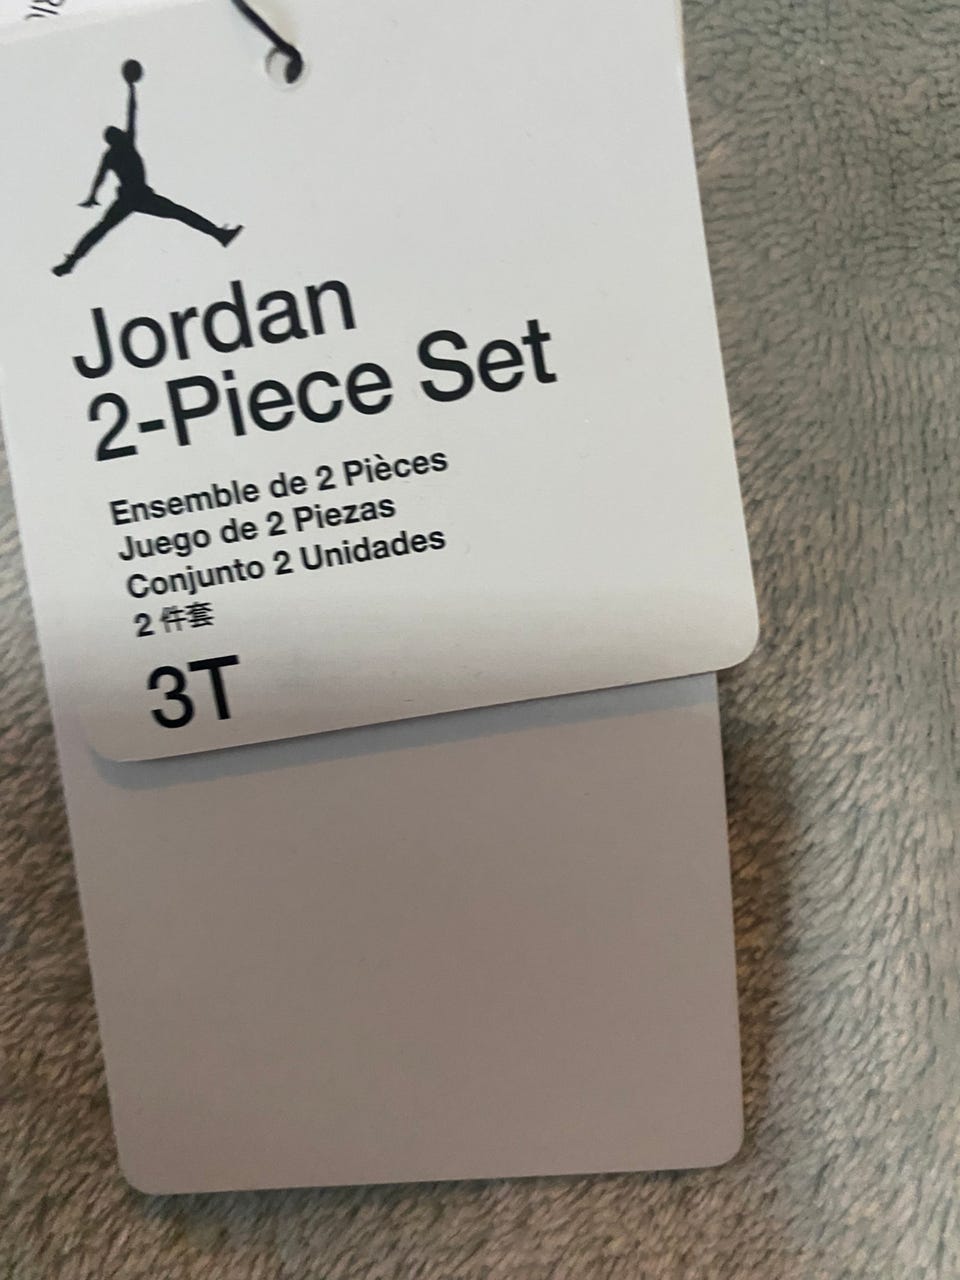 Jordan
2-Piece Set
Ensemble de 2 Pièces
Juego de 2 Piezas
Conjunto 2 Unidades
2 件套
3T